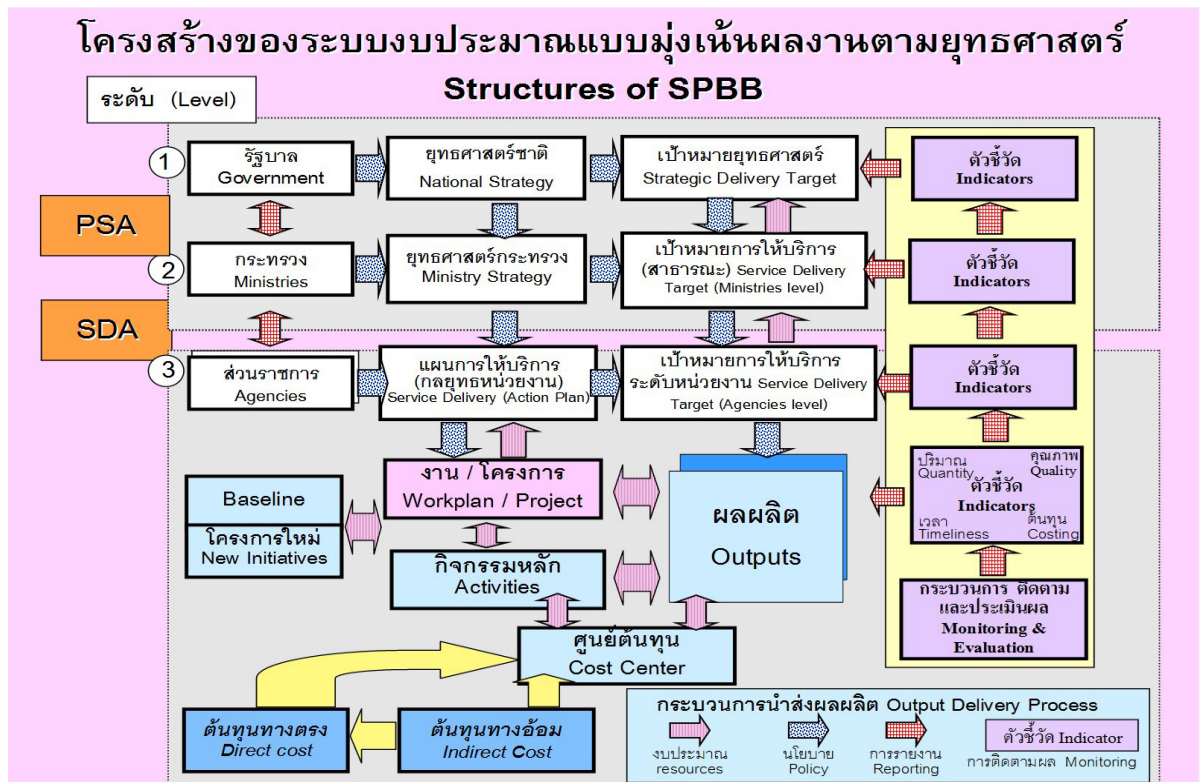 โครงสร้างของระบบงบประมาณแบบมุ่งเน้นผลงานตามยุทธศาสตร์
Structures of SPBB
ระดับ (Level)
1
รัฐบาล
Government
ยุทธศาสตร์ชาติ
National Strategy
เป้าหมายยุทธศาสตร์
Strategic Delivery Target
ตัวชี้วัด
Indicators
PSA
2
กระทรวง
Ministries
ยุทธศาสตร์กระทรวง
Ministry Strategy
เป้าหมายการให้บริการ
(สาธารณะ) Service Delivery
Target (Ministries level)
ตัวชี้วัด
Indicators
SDA
3
ส่วนราชการ
Agencies
แผนการให้บริการ
(กลยุทธหน่วยงาน)
Service Delivery (Action Plan)
เป้าหมายการให้บริการ
ระดับหน่วยงาน Service Delivery
Target (Agencies level)
ตัวชี้วัด
Indicators
งาน / โครงการ
Workplan / Project
Baseline
โครงการใหม่
New Initiatives
ผลผลิต
Outputs
ปริมาณ
Quantity
คุณภาพ
Quality
ตัวชี้วัด
Indicators
เวลา
Timeliness
ต้นทุน
Costing
กิจกรรมหลัก
Activities
กระบวนการ ติดตาม
และประเมินผล
Monitoring &
Evaluation
ศูนย์ต้นทุน
Cost Center
ต้นทุนทางตรง
Direct cost
ต้นทุนทางอ้อม
Indirect Cost
กระบวนการนำส่งผลผลิต Output Delivery Process
งบประมาณ
resources
นโยบาย
Policy
การรายงาน
Reporting
ตัวชี้วัด Indicator
การติดตามผล Monitoring